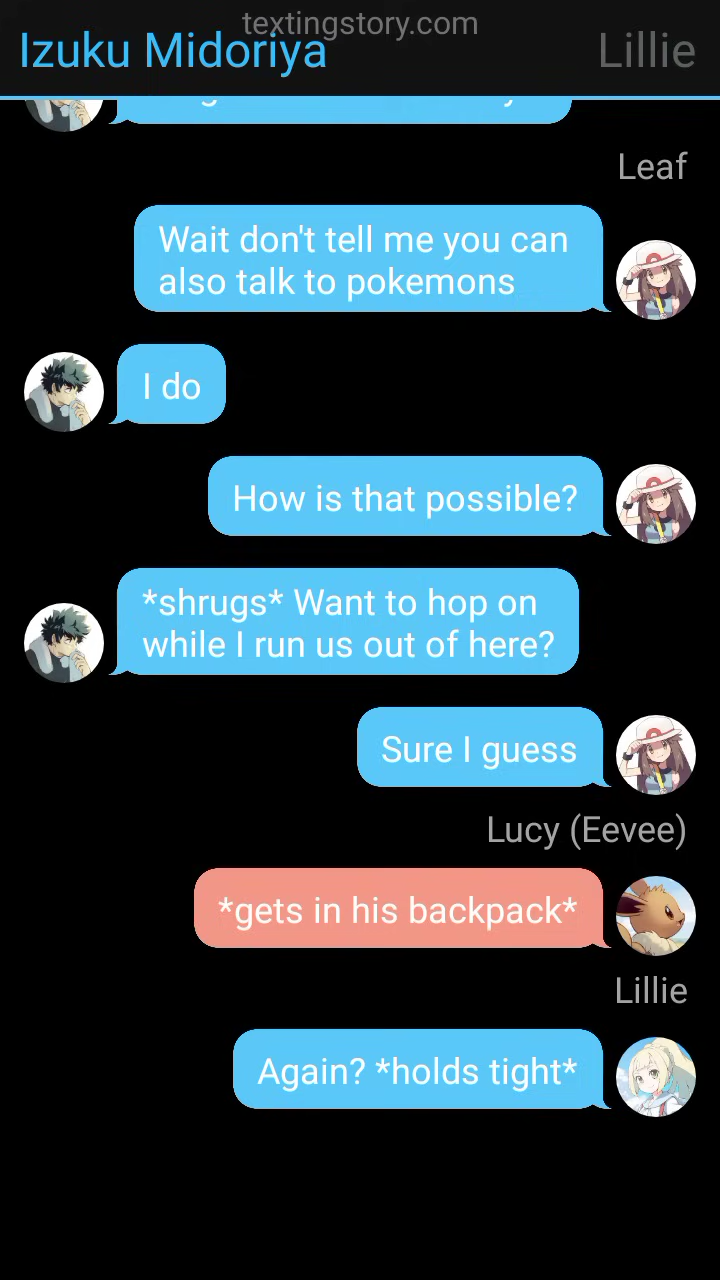 textingstory.com
Izuku Midoriya
Lillie
Leaf
Wait don't tell me you can
also talk to pokemons
I do
How is that possible?
*shrugs* Want to hop on
while I run us out of here?
Sure I guess
Lucy (Eevee)
*gets in his backpack*
Lillie
Again? *holds tight*